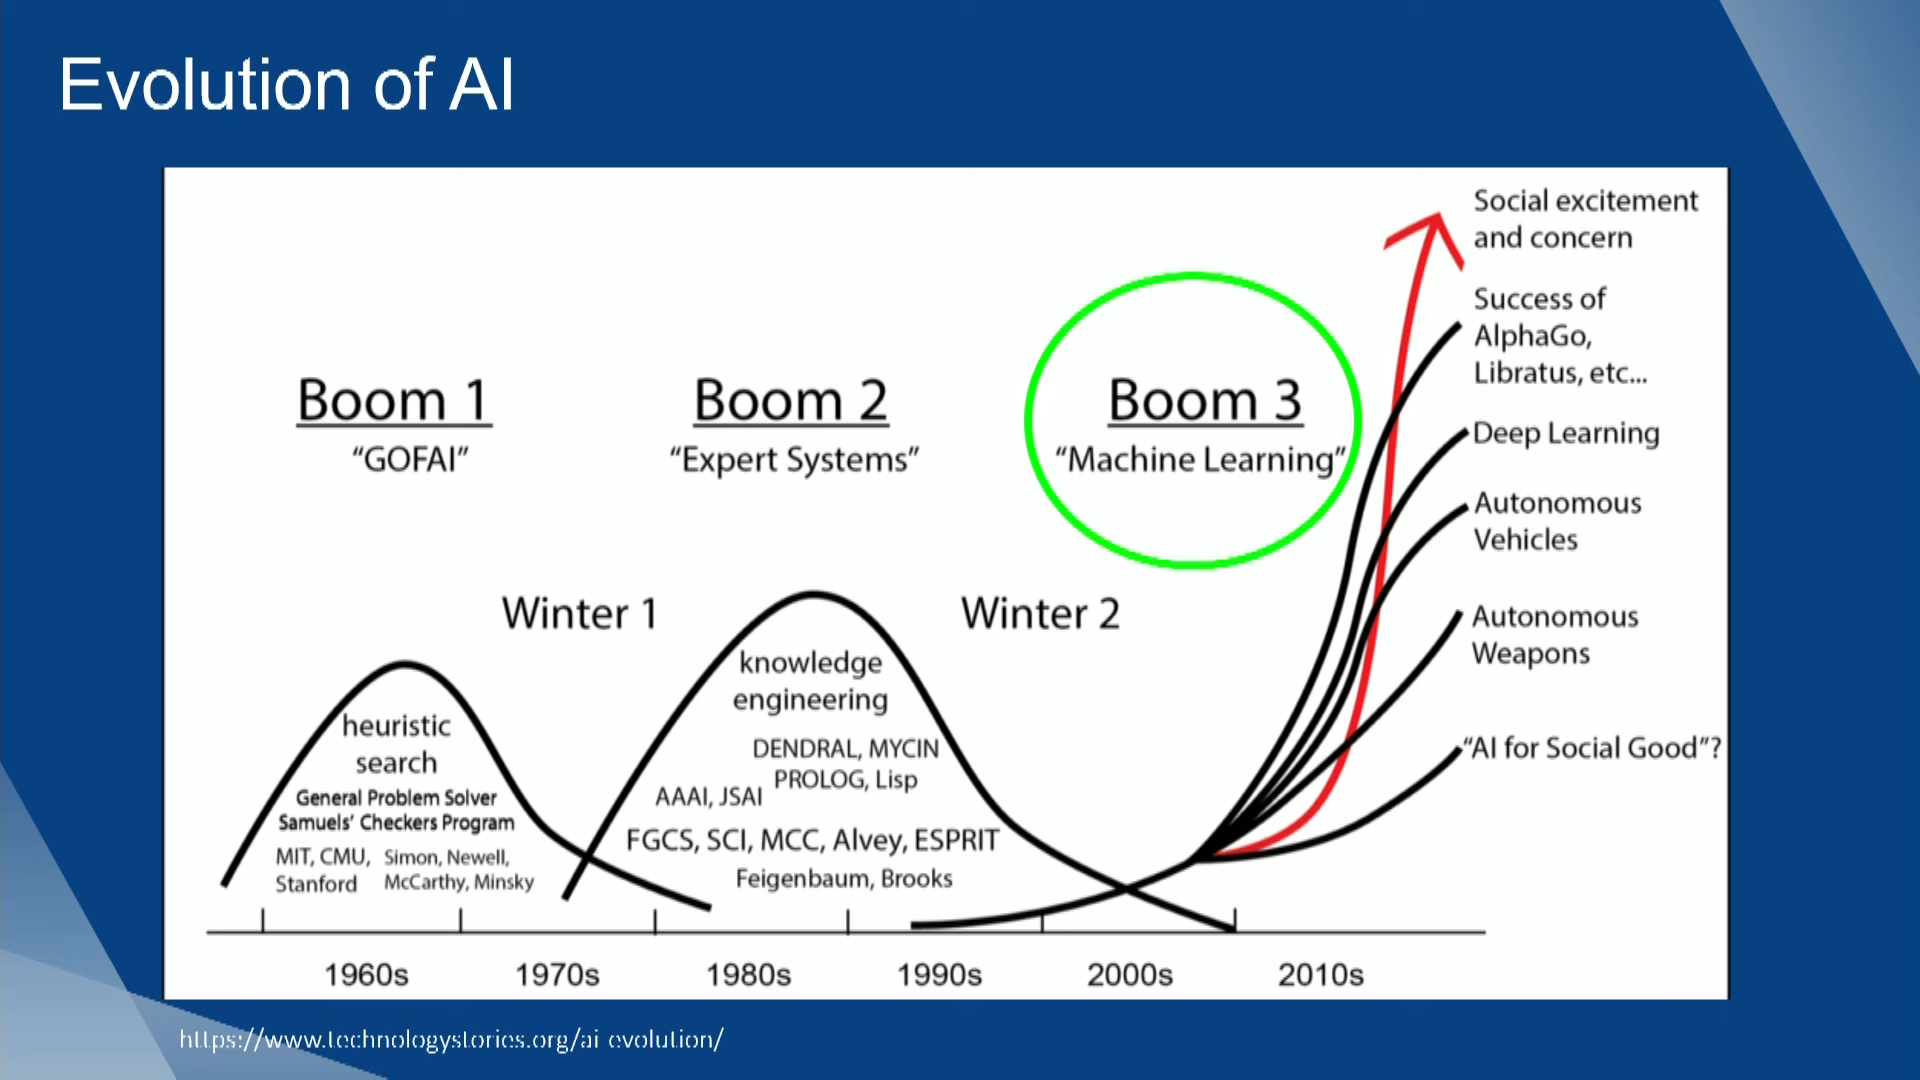 Evolution of AI
Social excitement
and concern
Success of
AlphaGo,
Libratus, etc...
Boom 1
"GOFAI"
Boom 2
"Expert Systems"
Boom 3
"Machine Learning"
Deep Learning
Autonomous
Vehicles
Winter 1
Winter 2
Autonomous
Weapons
heuristic
search
General Problem Solver
Samuels' Checkers Program
MIT, CMU,
Stanford
Simon, Newell,
McCarthy, Minsky
knowledge
engineering
DENDRAL, MYCIN
PROLOG, Lisp
AAAI, JSAI
FGCS, SCI, MCC, Alvey, ESPRIT
Feigenbaum, Brooks
"AI for Social Good"?
1960s 1970s 1980s 1990s 2000s 2010s
https://www.technologystories.org/ai-evolution/